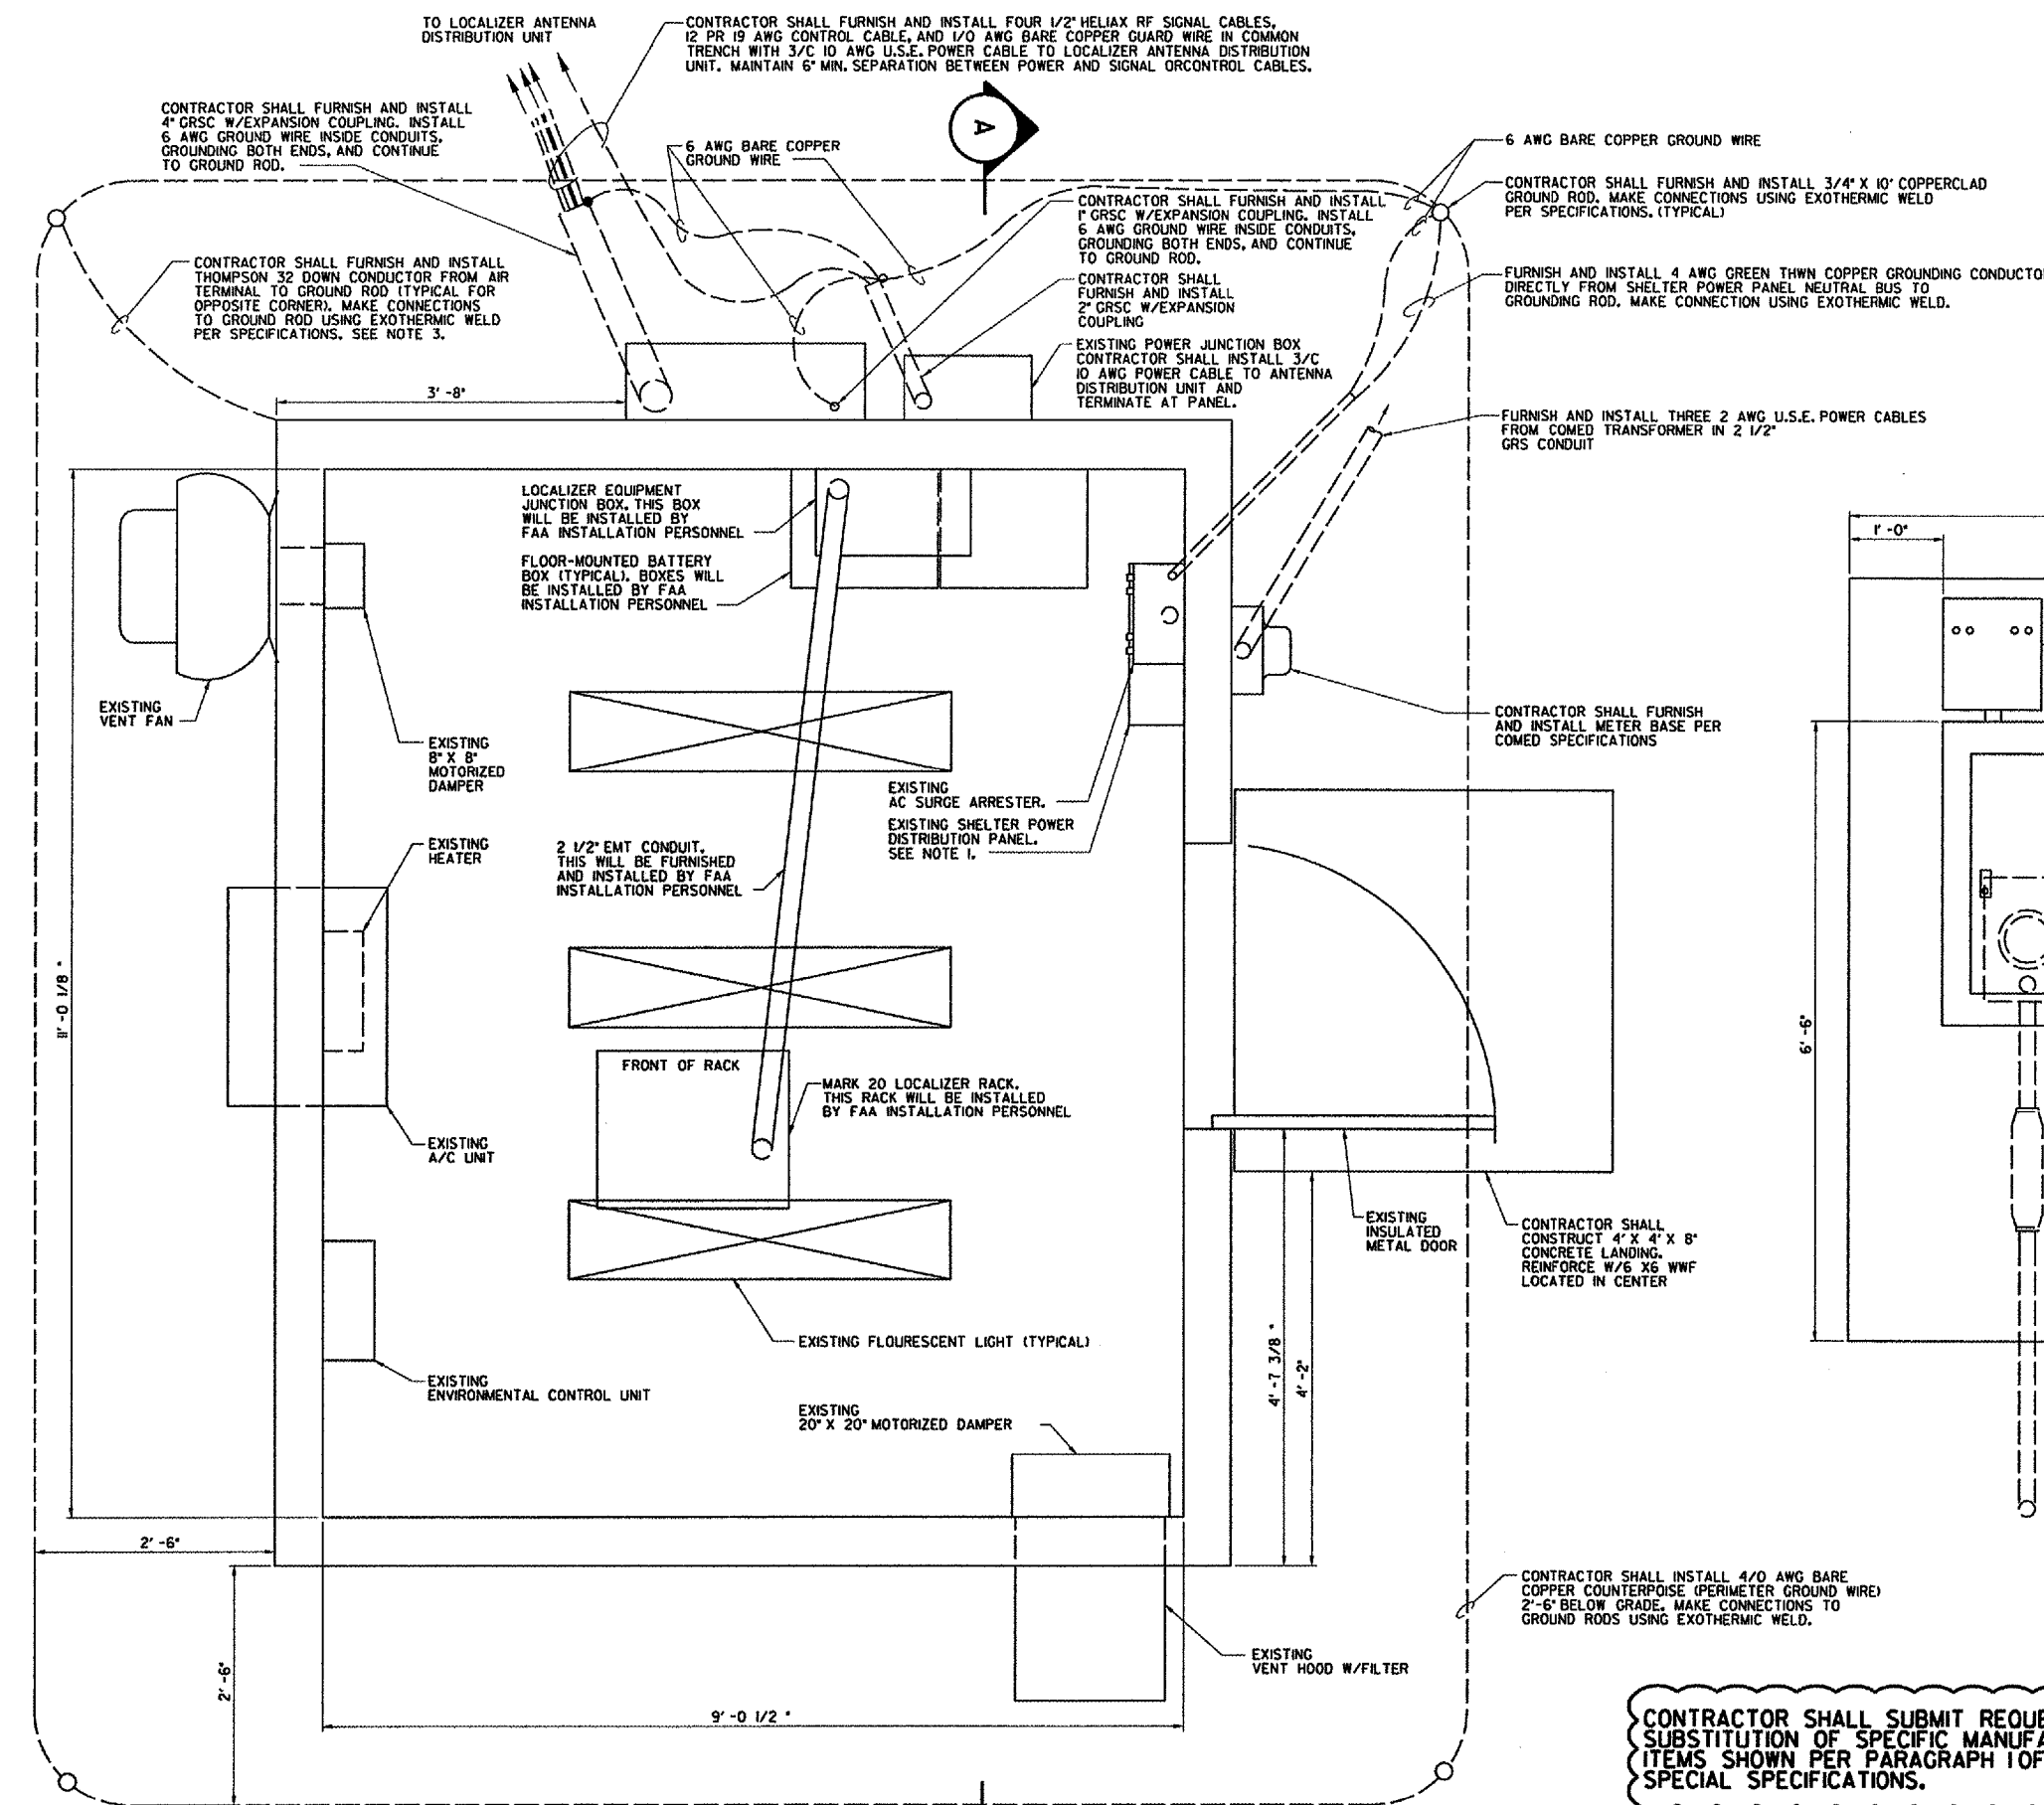 TO LOCALIZER ANTENNA
DISTRIBUTION UNIT
CONTRACTOR SHALL FURNISH AND INSTALL FOUR 1/2" HELIAX RF SIGNAL CABLES,
12 PR 19 AWG CONTROL CABLE, AND 1/0 AWG BARE COPPER GUARD WIRE IN COMMON
TRENCH WITH 3/C 10 AWG U.S.E. POWER CABLE TO LOCALIZER ANTENNA DISTRIBUTION
UNIT. MAINTAIN 6" MIN. SEPARATION BETWEEN POWER AND SIGNAL ORCONTROL CABLES.
CONTRACTOR SHALL FURNISH AND INSTALL
4" GRSC W/EXPANSION COUPLING. INSTALL
6 AWG GROUND WIRE INSIDE CONDUITS,
GROUNDING BOTH ENDS, AND CONTINUE
TO GROUND ROD.
6 AWG BARE COPPER
GROUND WIRE
A
6 AWG BARE COPPER GROUND WIRE
CONTRACTOR SHALL FURNISH AND INSTALL 3/4" X 10' COPPERCLAD
GROUND ROD. MAKE CONNECTIONS USING EXOTHERMIC WELD
PER SPECIFICATIONS. (TYPICAL)
CONTRACTOR SHALL FURNISH AND INSTALL
1" GRSC W/EXPANSION COUPLING. INSTALL
6 AWG GROUND WIRE INSIDE CONDUITS,
GROUNDING BOTH ENDS, AND CONTINUE
TO GROUND ROD.
CONTRACTOR SHALL FURNISH AND INSTALL
THOMPSON 32 DOWN CONDUCTOR FROM AIR
TERMINAL TO GROUND ROD (TYPICAL FOR
OPPOSITE CORNER). MAKE CONNECTIONS
TO GROUND ROD USING EXOTHERMIC WELD
PER SPECIFICATIONS. SEE NOTE 3.
CONTRACTOR SHALL
FURNISH AND INSTALL
2" GRSC W/EXPANSION
COUPLING
FURNISH AND INSTALL 4 AWG GREEN THWN COPPER GROUNDING CONDUCTO
DIRECTLY FROM SHELTER POWER PANEL NEUTRAL BUS TO
GROUNDING ROD. MAKE CONNECTION USING EXOTHERMIC WELD.
EXISTING POWER JUNCTION BOX
CONTRACTOR SHALL INSTALL 3/C
10 AWG POWER CABLE TO ANTENNA
DISTRIBUTION UNIT AND
TERMINATE AT PANEL.
3'-8"
FURNISH AND INSTALL THREE 2 AWG U.S.E. POWER CABLES
FROM COMED TRANSFORMER IN 2 1/2"
GRS CONDUIT
LOCALIZER EQUIPMENT
JUNCTION BOX. THIS BOX
WILL BE INSTALLED BY
FAA INSTALLATION PERSONNEL
FLOOR-MOUNTED BATTERY
BOX (TYPICAL). BOXES WILL
BE INSTALLED BY FAA
INSTALLATION PERSONNEL
1'-0"
EXISTING
VENT FAN
EXISTING
8" X 8"
MOTORIZED
DAMPER
CONTRACTOR SHALL FURNISH
AND INSTALL METER BASE PER
COMED SPECIFICATIONS
EXISTING
AC SURGE ARRESTER.
EXISTING SHELTER POWER
DISTRIBUTION PANEL.
SEE NOTE 1.
EXISTING
HEATER
2 1/2" EMT CONDUIT.
THIS WILL BE FURNISHED
AND INSTALLED BY FAA
INSTALLATION PERSONNEL
11'-0 1/8 "
6'-6"
FRONT OF RACK
MARK 20 LOCALIZER RACK.
THIS RACK WILL BE INSTALLED
BY FAA INSTALLATION PERSONNEL
EXISTING
A/C UNIT
EXISTING
INSULATED
METAL DOOR
CONTRACTOR SHALL
CONSTRUCT 4' X 4' X 8"
CONCRETE LANDING.
REINFORCE W/6 X6 WWF
LOCATED IN CENTER
EXISTING FLOURESCENT LIGHT (TYPICAL)
4'-7 3/8 "
4'-2"
EXISTING
ENVIRONMENTAL CONTROL UNIT
EXISTING
20" X 20" MOTORIZED DAMPER
2'-6"
CONTRACTOR SHALL INSTALL 4/0 AWG BARE
COPPER COUNTERPOISE (PERIMETER GROUND WIRE)
2'-6" BELOW GRADE. MAKE CONNECTIONS TO
GROUND RODS USING EXOTHERMIC WELD.
EXISTING
VENT HOOD W/FILTER
2'-6"
9'-0 1/2 "
CONTRACTOR SHALL SUBMIT REQUE
SUBSTITUTION OF SPECIFIC MANUFA
ITEMS SHOWN PER PARAGRAPH 1OF
SPECIAL SPECIFICATIONS.